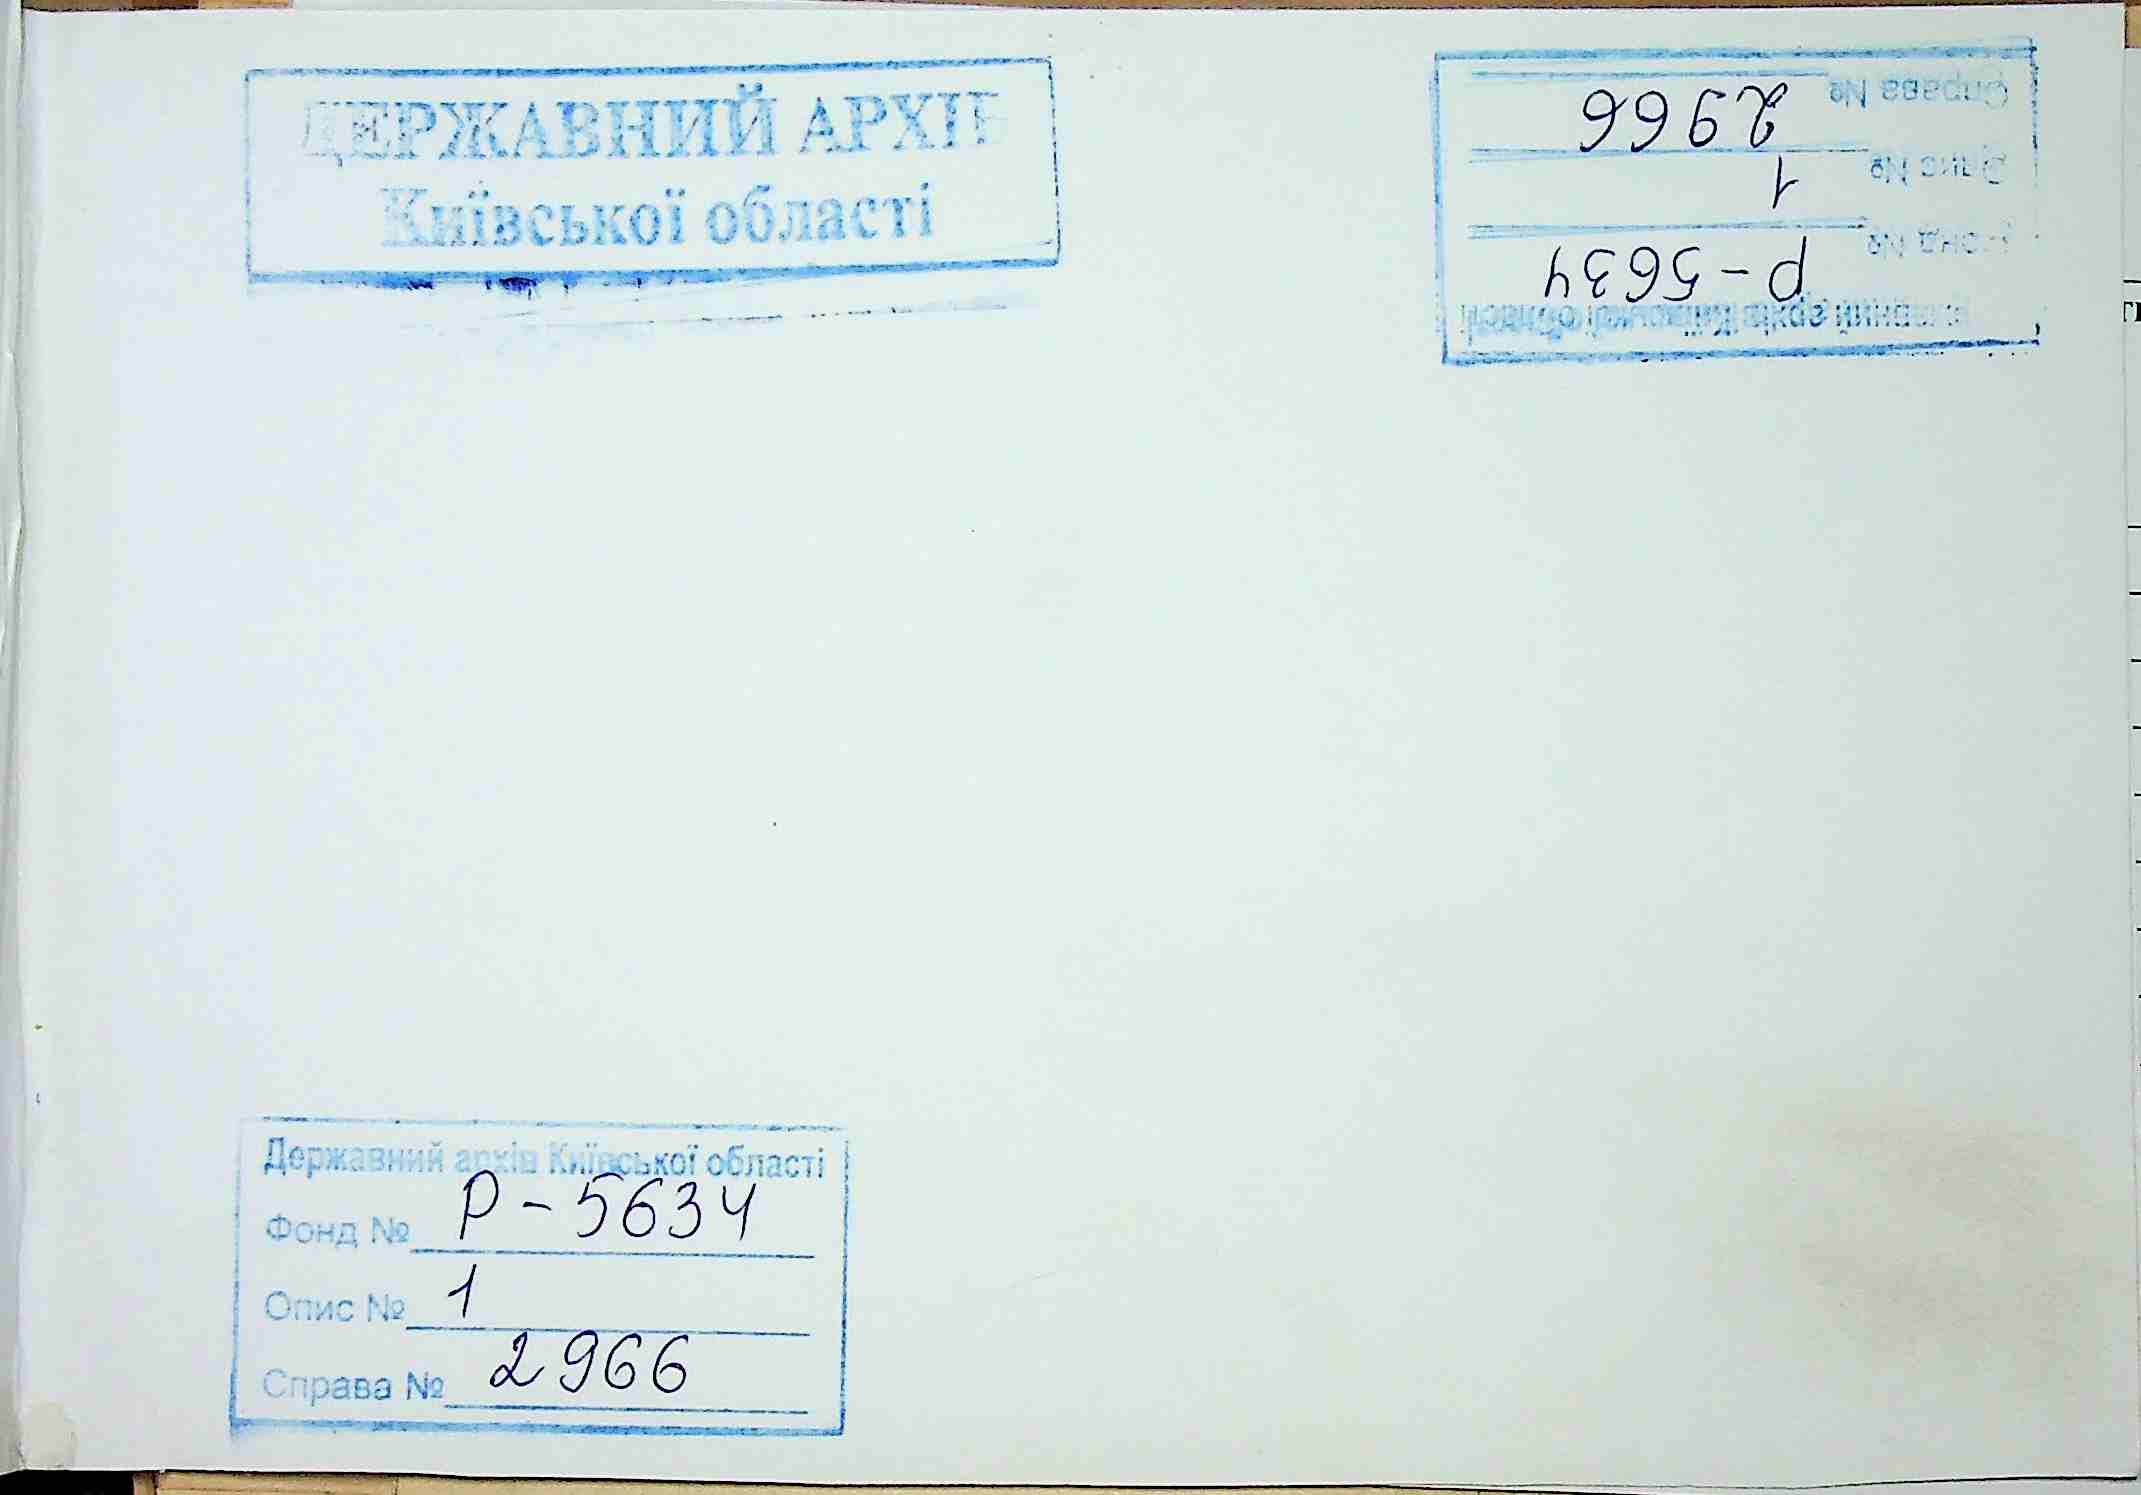 ДЕРЖАВНИЙ АРХІВ
Київської області
Справа № 2966
Опис № 1
Фонд № Р-5634
Державний архів Київської області
Державний архів Київської області
Фонд № Р-5634
Опис № 1
Справа № 2966